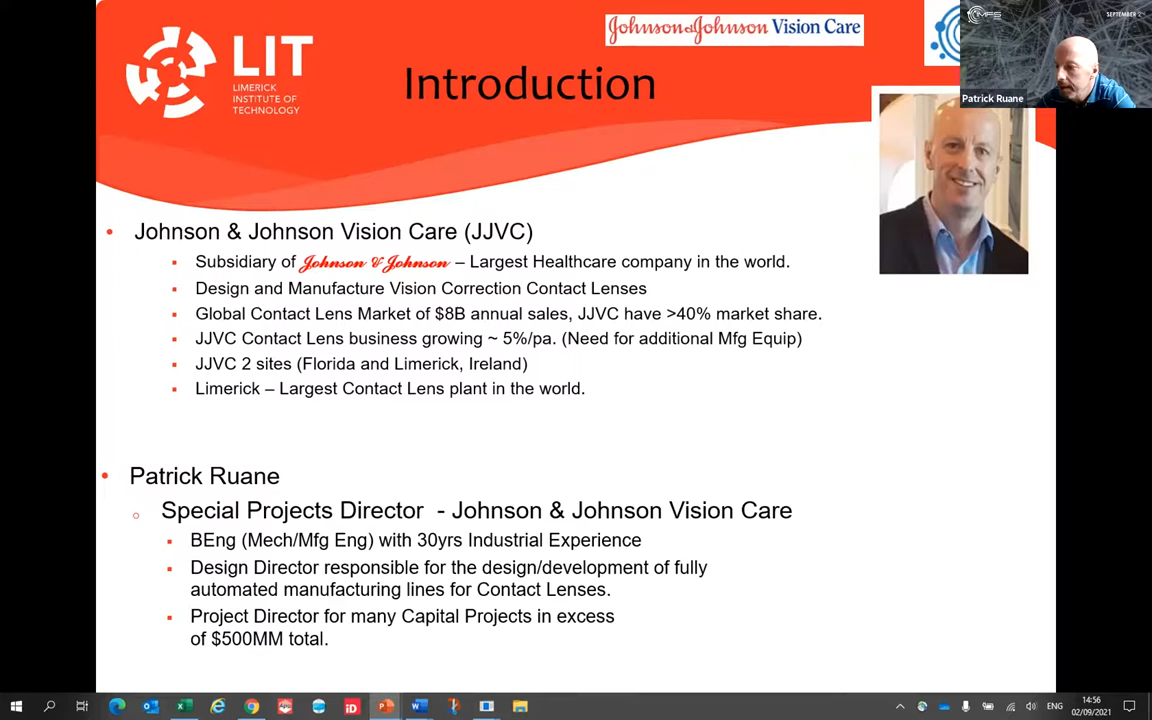 LIT
LIMERICK
INSTITUTE OF
TECHNOLOGY
Johnson&Johnson Vision Care
Introduction
MFS
SEPTEMBER 2
Patrick Ruane
• Johnson & Johnson Vision Care (JJVC)
▪ Subsidiary of Johnson & Johnson – Largest Healthcare company in the world.
▪ Design and Manufacture Vision Correction Contact Lenses
▪ Global Contact Lens Market of $8B annual sales, JJVC have >40% market share.
▪ JJVC Contact Lens business growing ~ 5%/pa. (Need for additional Mfg Equip)
▪ JJVC 2 sites (Florida and Limerick, Ireland)
▪ Limerick – Largest Contact Lens plant in the world.
• Patrick Ruane
○ Special Projects Director - Johnson & Johnson Vision Care
▪ BEng (Mech/Mfg Eng) with 30yrs Industrial Experience
▪ Design Director responsible for the design/development of fully
automated manufacturing lines for Contact Lenses.
▪ Project Director for many Capital Projects in excess
of $500MM total.
ENG
14:56
02/09/2021